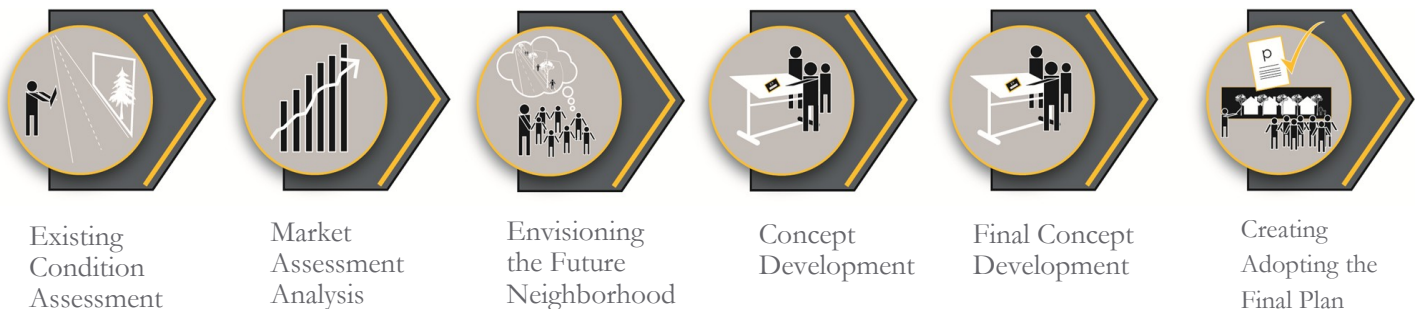 Existing
Condition
Assessment
Market
Assessment
Analysis
Envisioning
the Future
Neighborhood
Concept
Development
Final Concept
Development
p
Creating
Adopting the
Final Plan